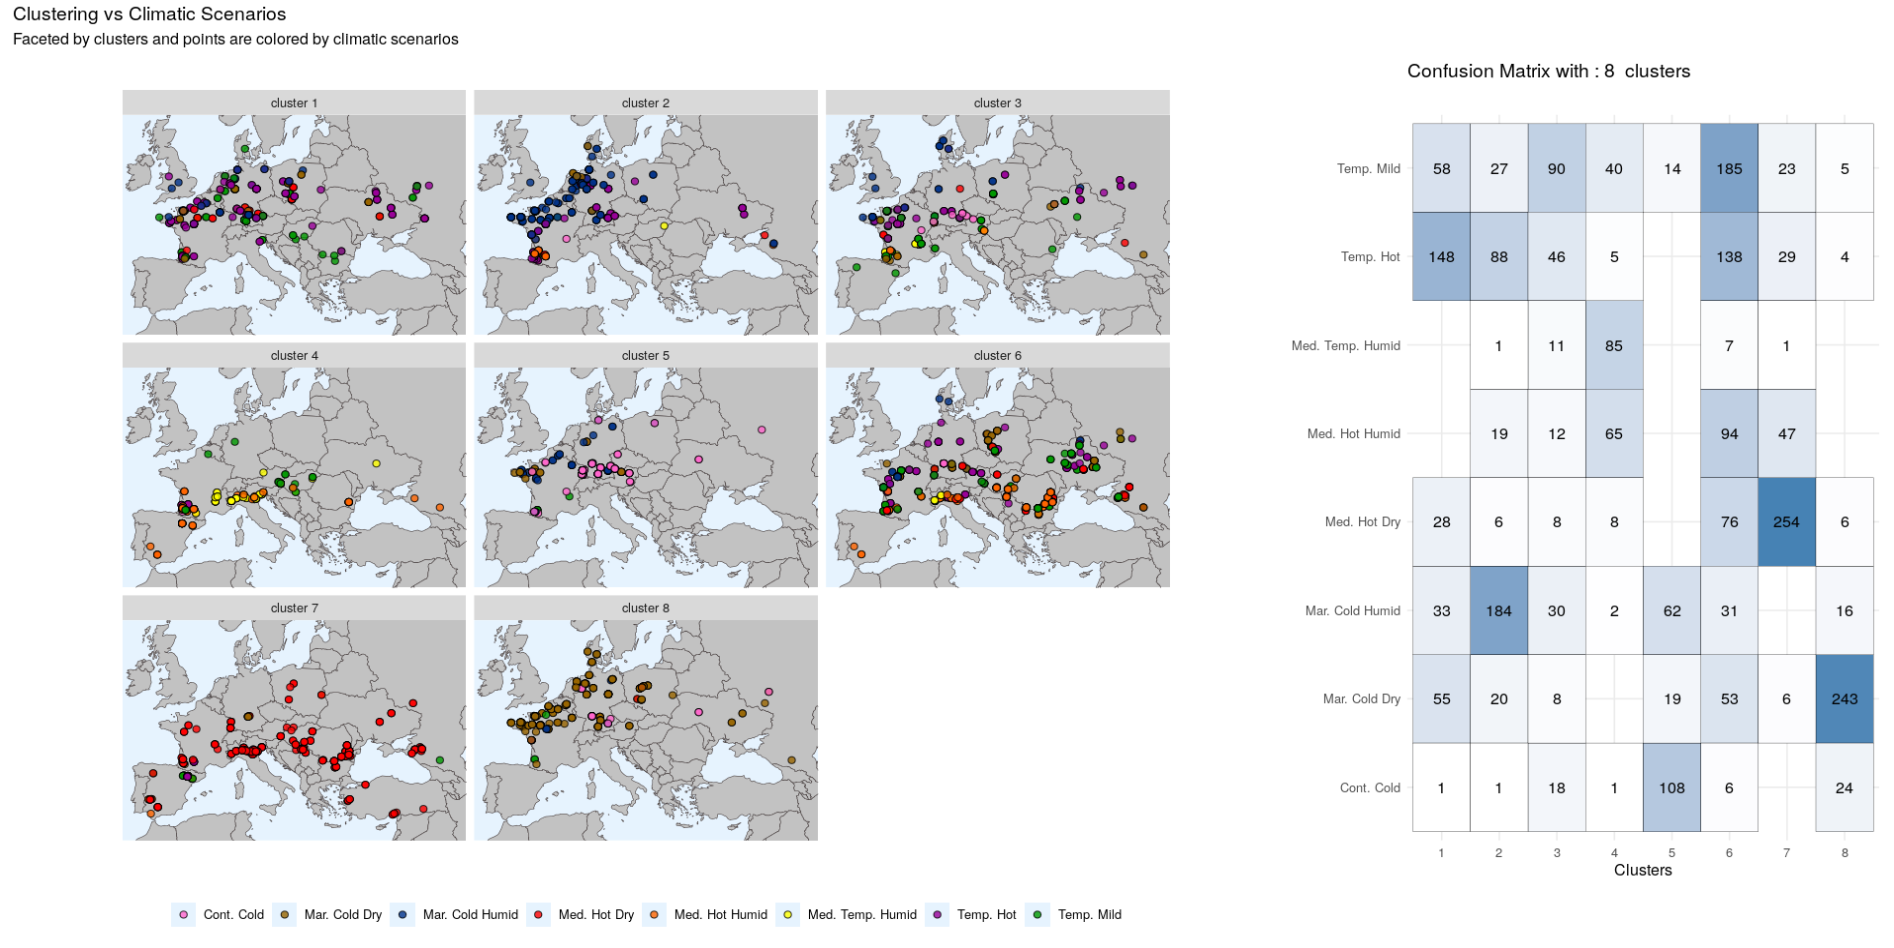 Clustering vs Climatic Scenarios
Faceted by clusters and points are colored by climatic scenarios
cluster 1
cluster 2
cluster 3
cluster 4
cluster 5
cluster 6
cluster 7
cluster 8
Cont. Cold Mar. Cold Dry Mar. Cold Humid Med. Hot Dry Med. Hot Humid Med. Temp. Humid Temp. Hot Temp. Mild
Confusion Matrix with : 8 clusters
Temp. Mild 58 27 90 40 14 185 23 5
Temp. Hot 148 88 46 5 138 29 4
Med. Temp. Humid 1 11 85 7 1
Med. Hot Humid 19 12 65 94 47
Med. Hot Dry 28 6 8 8 76 254 6
Mar. Cold Humid 33 184 30 2 62 31 16
Mar. Cold Dry 55 20 8 19 53 6 243
Cont. Cold 1 1 18 1 108 6 24
1 2 3 4 5 6 7 8
Clusters